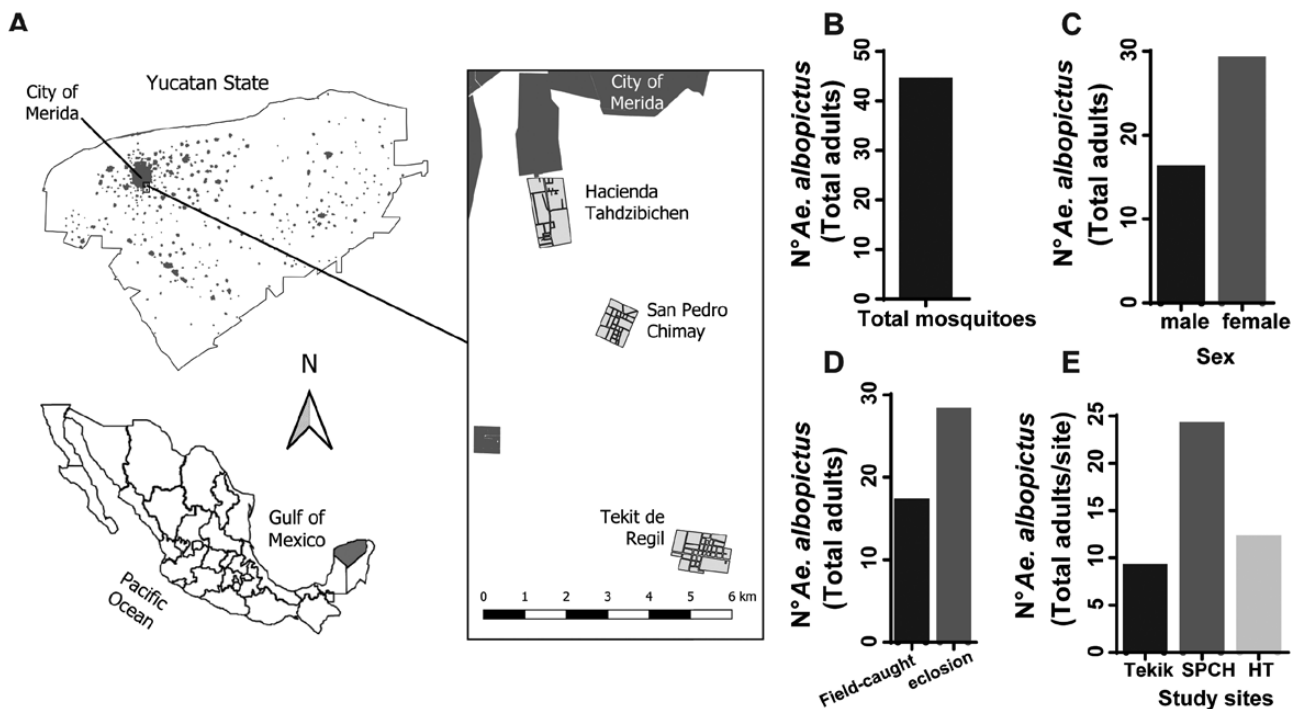 A
Yucatan State
City of
Merida
City of
Merida
Hacienda
Tahdzibichen
San Pedro
Chimay
Tekit de
Regil
0 1 2 3 4 5 6 km
N
Gulf of
Mexico
Pacific
Ocean
B
N° Ae. albopictus
(Total adults)
0 10 20 30 40 50
Total mosquitoes
C
N° Ae. albopictus
(Total adults)
0 10 20 30
male female
Sex
D
N° Ae. albopictus
(Total adults)
0 10 20 30
Field-caught eclosion
E
N° Ae. albopictus
(Total adults/site)
0 5 10 15 20 25
Tekik SPCH HT
Study sites